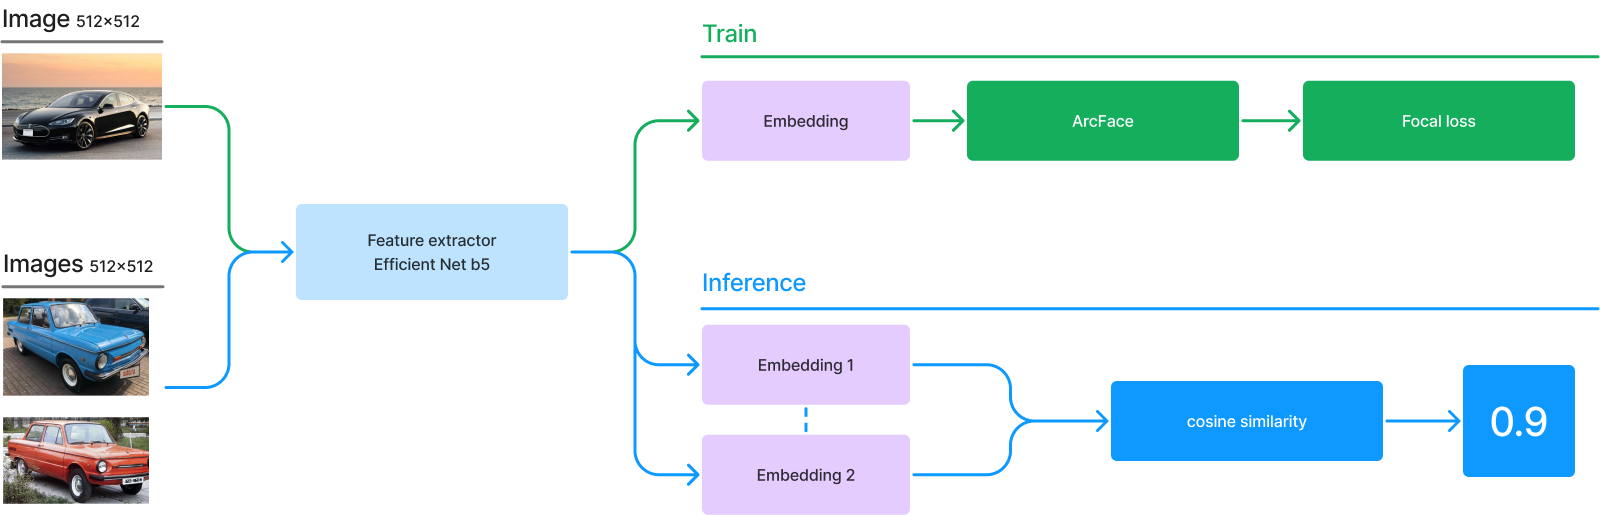 Image 512×512
Images 512×512
Feature extractor
Efficient Net b5
Train
Embedding
ArcFace
Focal loss
Inference
Embedding 1
Embedding 2
cosine similarity
0.9